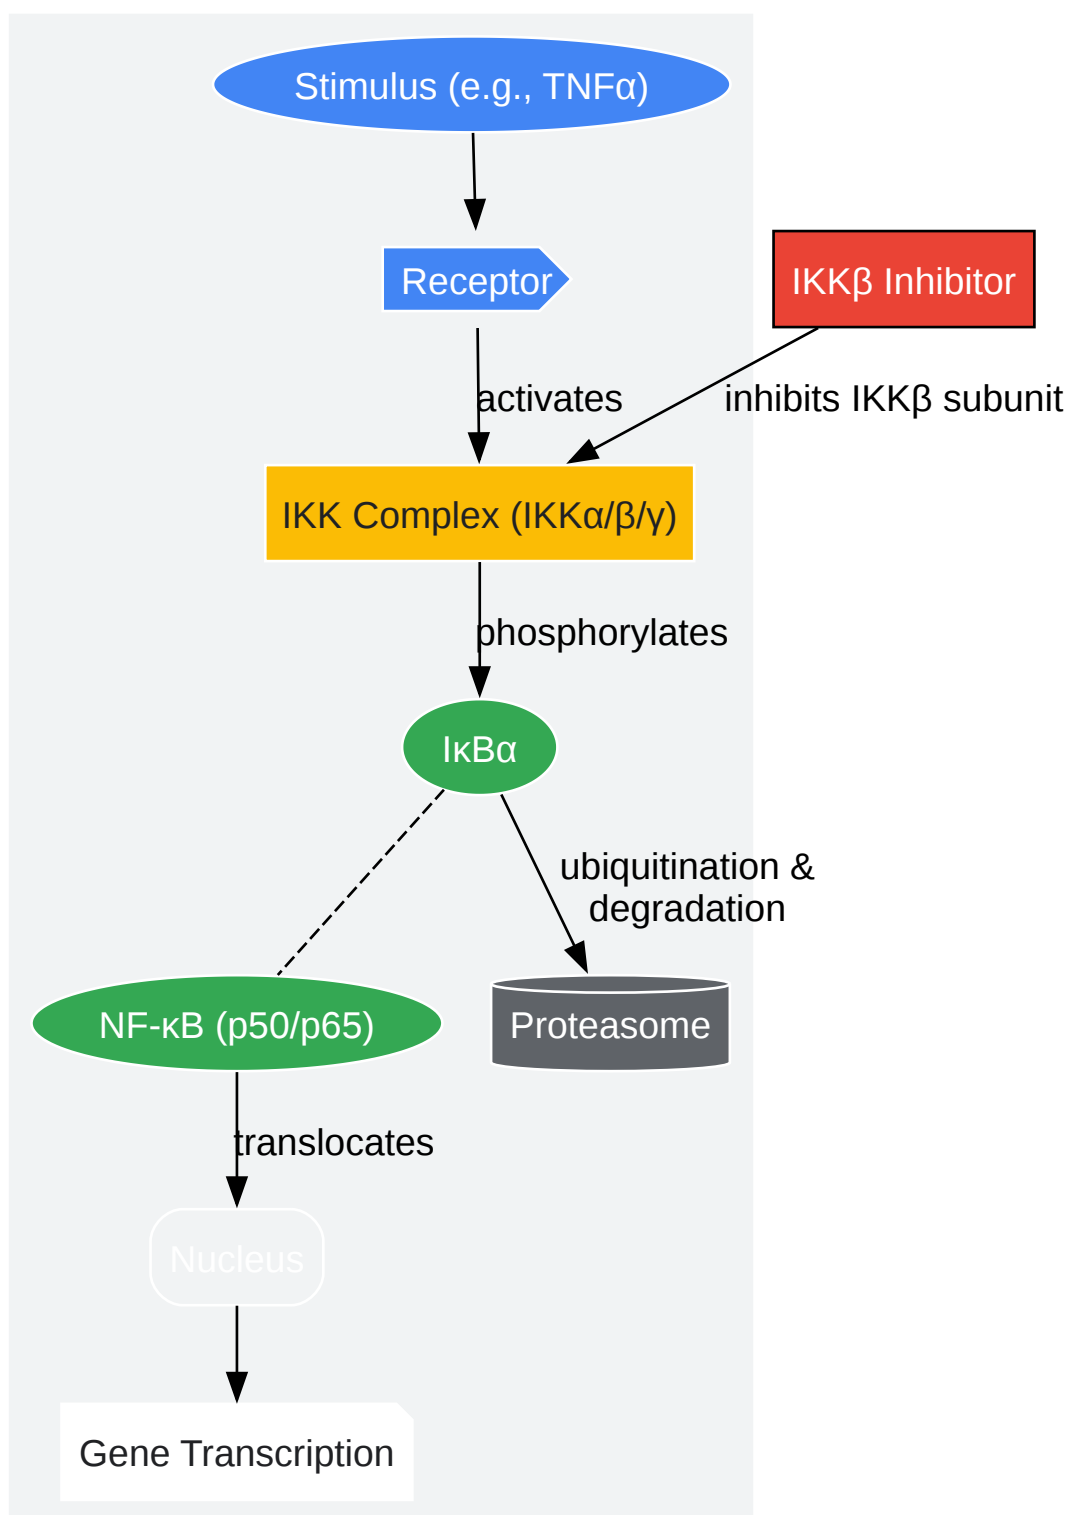 Stimulus (e.g., TNFα)
Receptor
IKKβ Inhibitor
activates
inhibits IKKβ subunit
IKK Complex (IKKα/β/γ)
phosphorylates
IκBα
ubiquitination &
degradation
NF-κB (p50/p65)
Proteasome
translocates
Nucleus
Gene Transcription